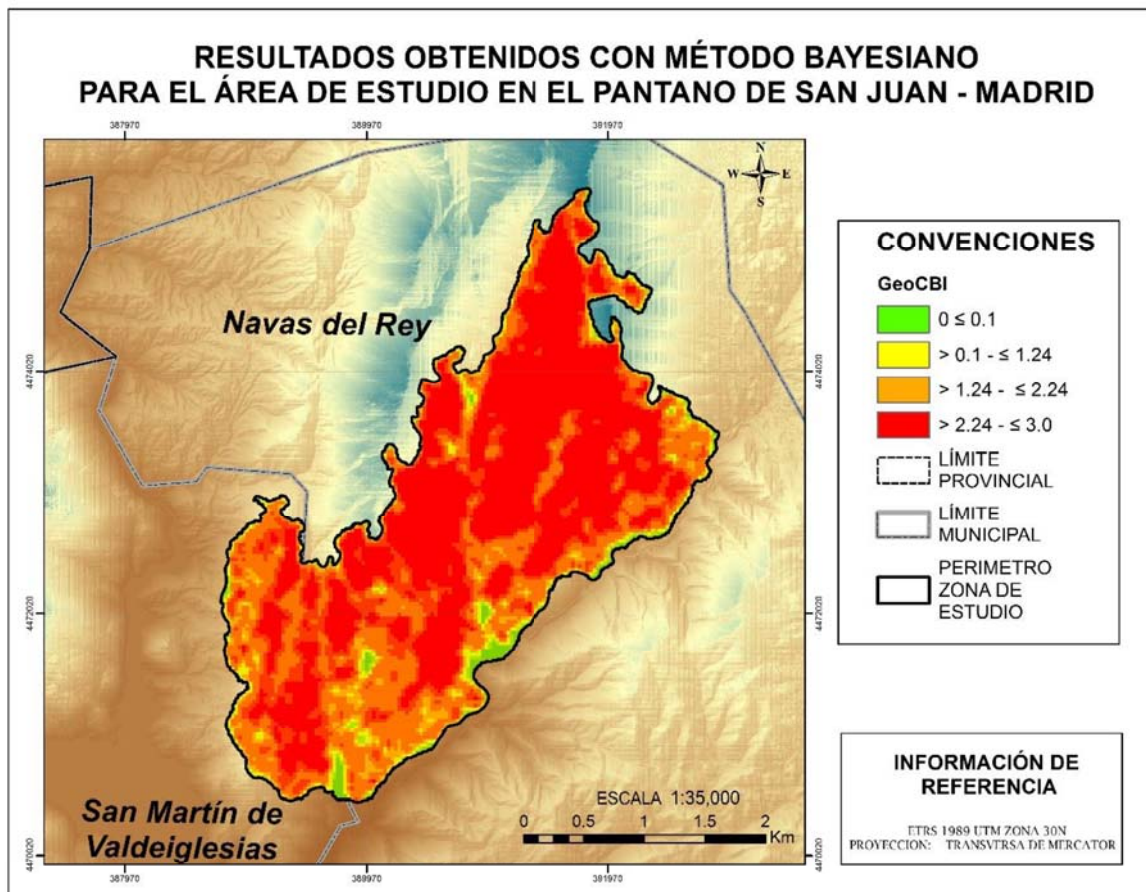 RESULTADOS OBTENIDOS CON MÉTODO BAYESIANO
PARA EL ÁREA DE ESTUDIO EN EL PANTANO DE SAN JUAN - MADRID
387970
389970
391970
N
W E
S
Navas del Rey
4474020
4474020
4472020
4472020
4470020
4470020
San Martín de
Valdeiglesias
ESCALA 1:35,000
0 0.5 1 1.5 2
Km
387970
389970
391970
CONVENCIONES
GeoCBI
0 ≤ 0.1
> 0.1 - ≤ 1.24
> 1.24 - ≤ 2.24
> 2.24 - ≤ 3.0
LÍMITE
PROVINCIAL
LÍMITE
MUNICIPAL
PERIMETRO
ZONA DE
ESTUDIO
INFORMACIÓN DE
REFERENCIA
ETRS 1989 UTM ZONA 30N
PROYECCION: TRANSVERSA DE MERCATOR